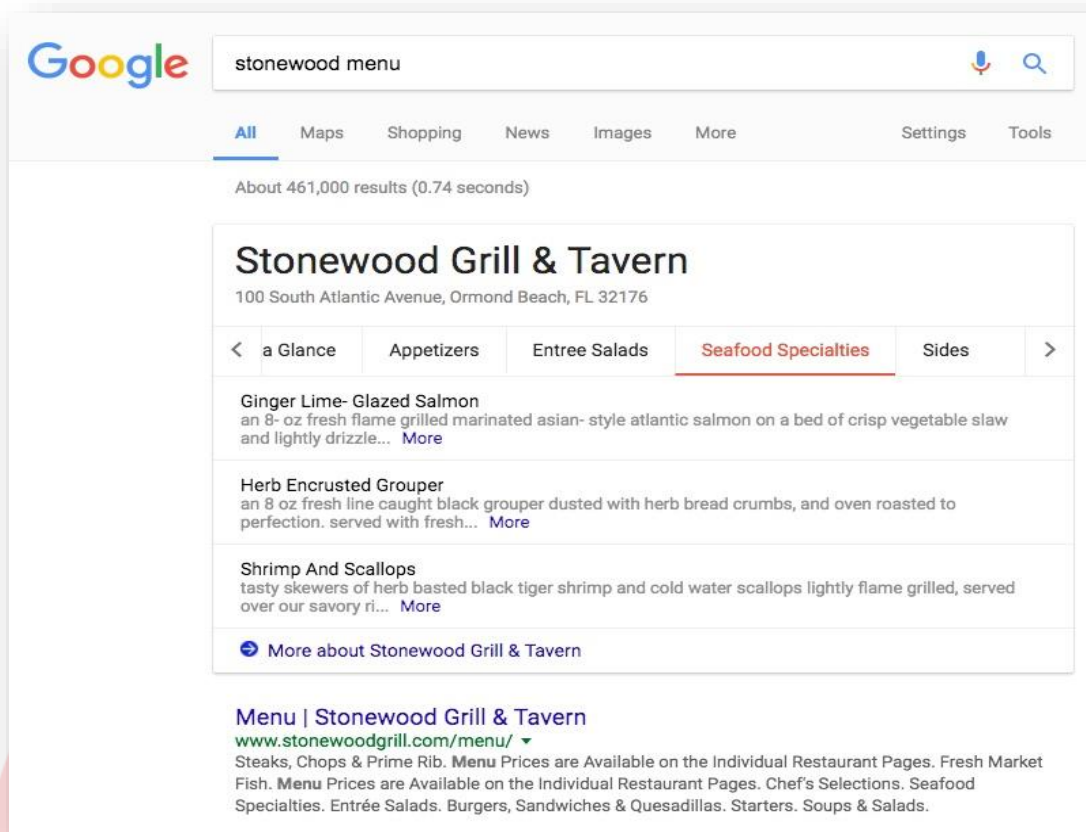 Google
stonewood menu
All Maps Shopping News Images More Settings Tools
About 461,000 results (0.74 seconds)
Stonewood Grill & Tavern
100 South Atlantic Avenue, Ormond Beach, FL 32176
a Glance Appetizers Entree Salads Seafood Specialties Sides
Ginger Lime- Glazed Salmon
an 8- oz fresh flame grilled marinated asian- style atlantic salmon on a bed of crisp vegetable slaw
and lightly drizzle... More
Herb Encrusted Grouper
an 8 oz fresh line caught black grouper dusted with herb bread crumbs, and oven roasted to
perfection. served with fresh... More
Shrimp And Scallops
tasty skewers of herb basted black tiger shrimp and cold water scallops lightly flame grilled, served
over our savory ri... More
More about Stonewood Grill & Tavern
Menu | Stonewood Grill & Tavern
www.stonewoodgrill.com/menu/
Steaks, Chops & Prime Rib. Menu Prices are Available on the Individual Restaurant Pages. Fresh Market
Fish. Menu Prices are Available on the Individual Restaurant Pages. Chef's Selections. Seafood
Specialties. Entrée Salads. Burgers, Sandwiches & Quesadillas. Starters. Soups & Salads.